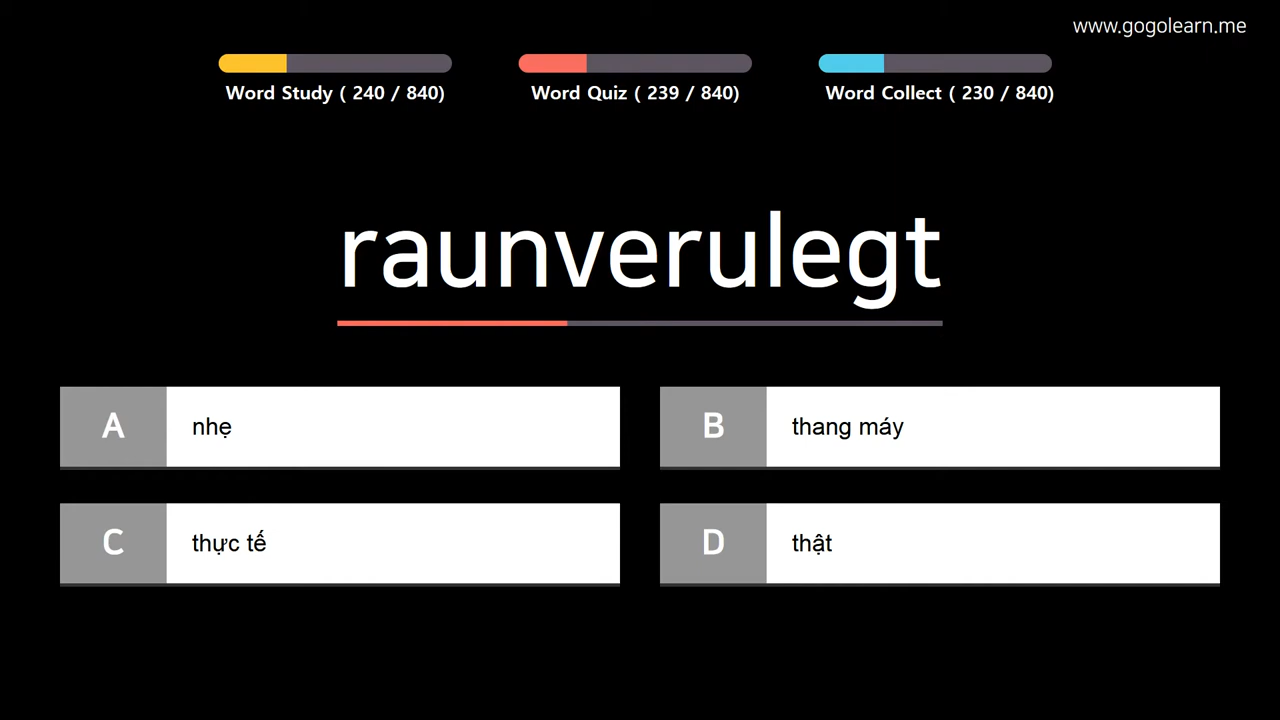 www.gogolearn.me
Word Study ( 240 / 840)
Word Quiz ( 239 / 840)
Word Collect ( 230 / 840)
raunverulegt
A nhẹ
B thang máy
C thực tế
D thật